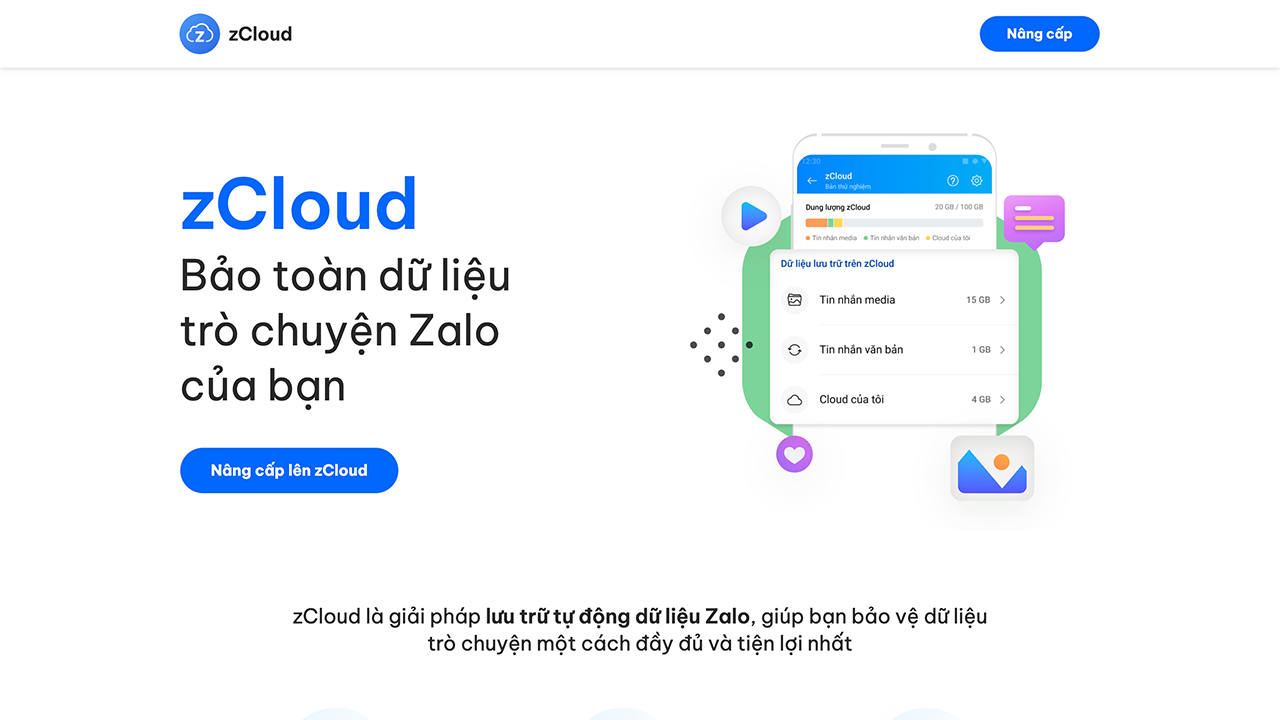 zCloud
Nâng cấp
zCloud
Bảo toàn dữ liệu
trò chuyện Zalo
của bạn
Nâng cấp lên zCloud
12:30
zCloud
Bản thử nghiệm
Dung lượng zCloud
20 GB / 100 GB
Tin nhắn media
Tin nhắn văn bản
Cloud của tôi
Dữ liệu lưu trữ trên zCloud
Tin nhắn media
15 GB
Tin nhắn văn bản
1 GB
Cloud của tôi
4 GB
zCloud là giải pháp lưu trữ tự động dữ liệu Zalo, giúp bạn bảo vệ dữ liệu
trò chuyện một cách đầy đủ và tiện lợi nhất